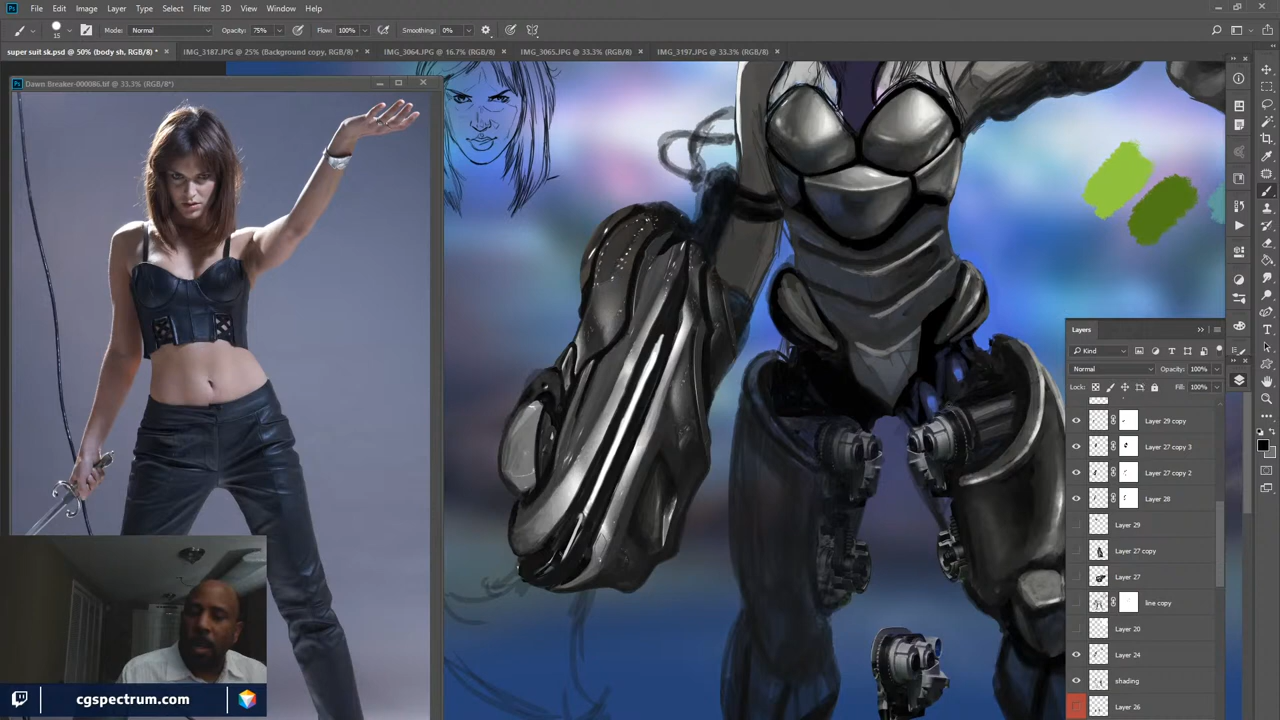 File Edit Image Layer Type Select Filter 3D View Window Help
15 Mode: Normal Opacity: 75% Flow: 100% Smoothing: 0%
super suit sk.psd @ 50% (body sh, RGB/8) * × IMG_3187.JPG @ 25% (Background copy, RGB/8) * × IMG_3064.JPG @ 16.7% (RGB/8) × IMG_3065.JPG @ 33.3% (RGB/8) × IMG_3197.JPG @ 33.3% (RGB/8) ×
Dawn Breaker-000086.tif @ 33.3% (RGB/8*)
Layers
Kind
Normal Opacity: 100%
Lock: Fill: 100%
Layer 29 copy
Layer 27 copy 3
Layer 27 copy 2
Layer 28
Layer 29
Layer 27 copy
Layer 27
line copy
Layer 20
Layer 24
shading
Layer 26
cgspectrum.com